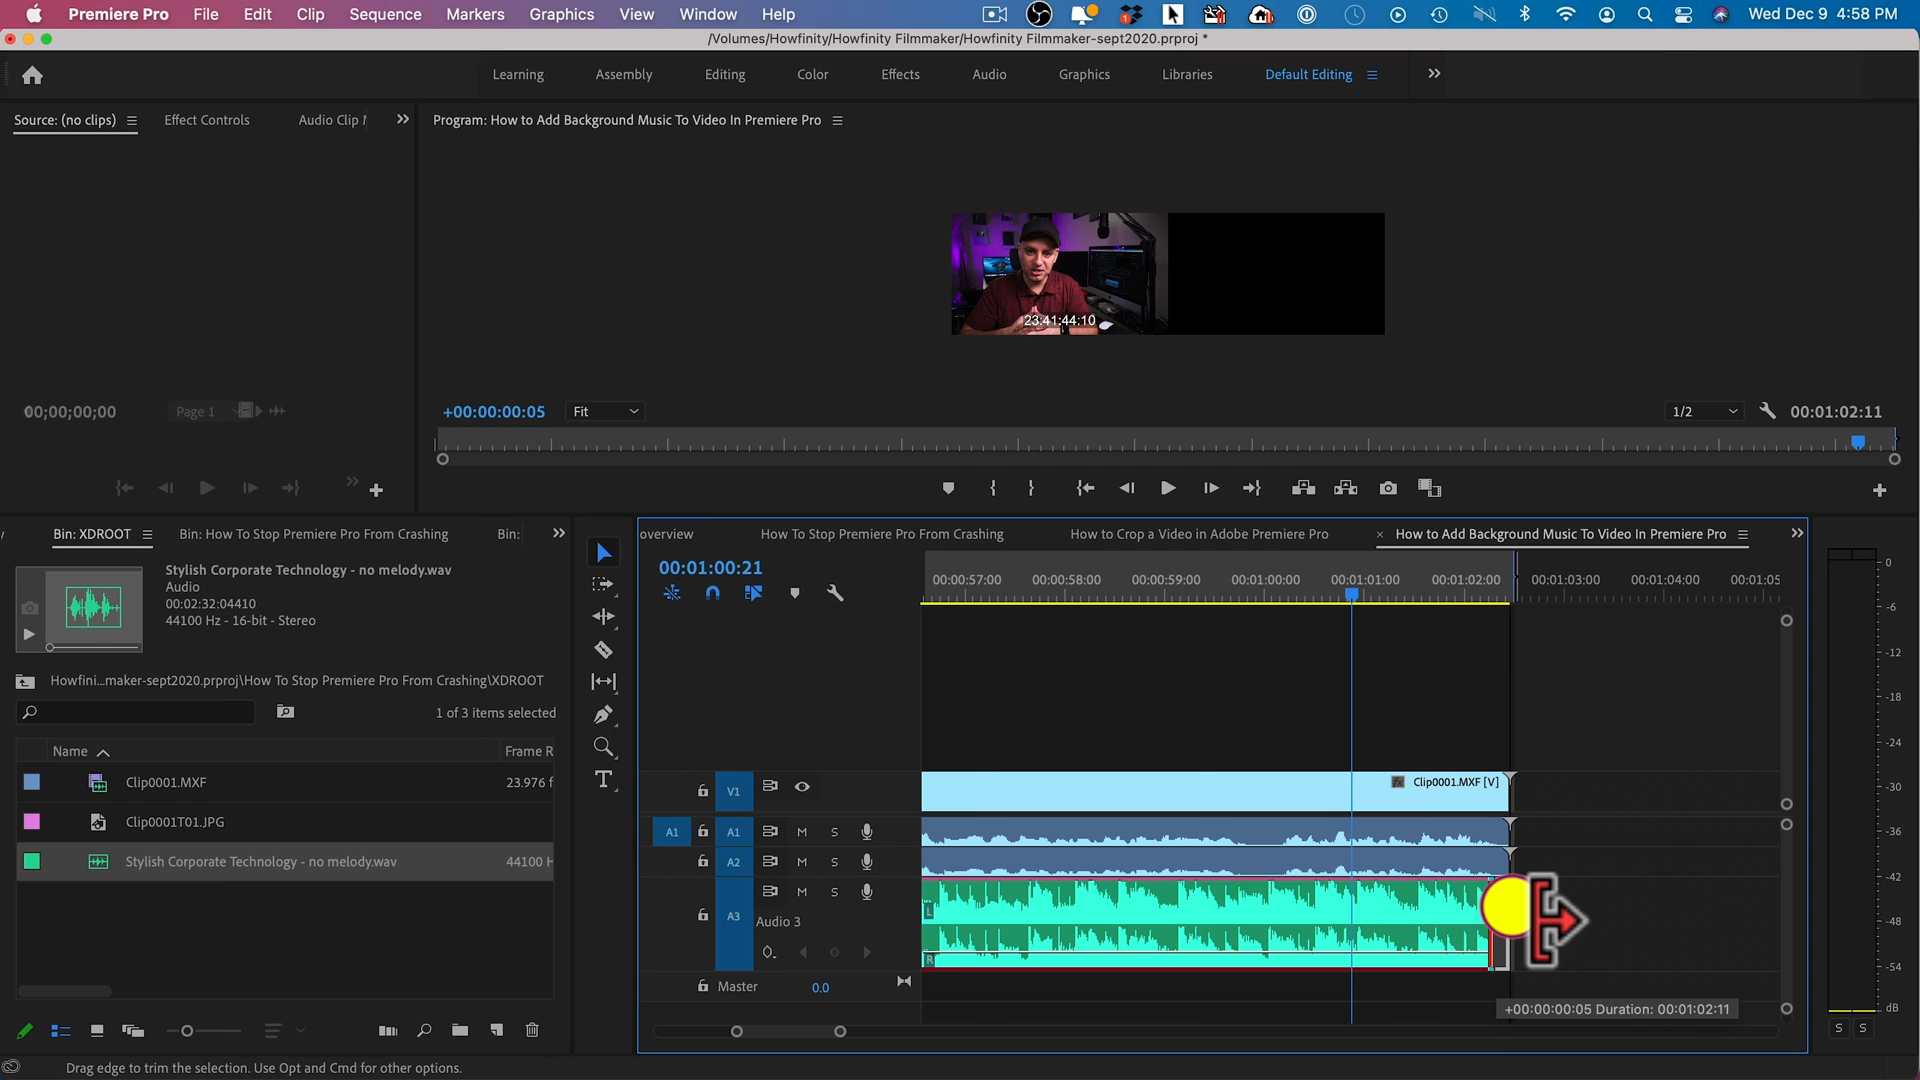 Premiere Pro File Edit Clip Sequence Markers Graphics View Window Help Wed Dec 9 4:58 PM
/Volumes/Howfinity/Howfinity Filmmaker/Howfinity Filmmaker-sept2020.prproj *
Learning Assembly Editing Color Effects Audio Graphics Libraries Default Editing
Source: (no clips) Effect Controls Audio Clip Program: How to Add Background Music To Video In Premiere Pro
23:41:44:10
00;00;00;00 Page 1 +00:00:00:05 Fit 1/2 00:01:02:11
Bin: XDROOT Bin: How To Stop Premiere Pro From Crashing Bin:
overview How To Stop Premiere Pro From Crashing How to Crop a Video in Adobe Premiere Pro × How to Add Background Music To Video In Premiere Pro
Stylish Corporate Technology - no melody.wav
Audio
00:02:32:04410
44100 Hz - 16-bit - Stereo
00:01:00:21
00:00:57:00 00:00:58:00 00:00:59:00 00:01:00:00 00:01:01:00 00:01:02:00 00:01:03:00 00:01:04:00 00:01:05
Howfini...maker-sept2020.prproj\How To Stop Premiere Pro From Crashing\XDROOT
1 of 3 items selected
Name Frame R
Clip0001.MXF 23.976 f
Clip0001T01.JPG
Stylish Corporate Technology - no melody.wav 44100 H
V1 fx Clip0001.MXF [V]
A1 A1 M S
A2 M S
M S
A3 Audio 3
L
R
Master 0.0
+00:00:00:05 Duration: 00:01:02:11
0
-6
-12
-18
-24
-30
-36
-42
-48
-54
dB
S S
Drag edge to trim the selection. Use Opt and Cmd for other options.